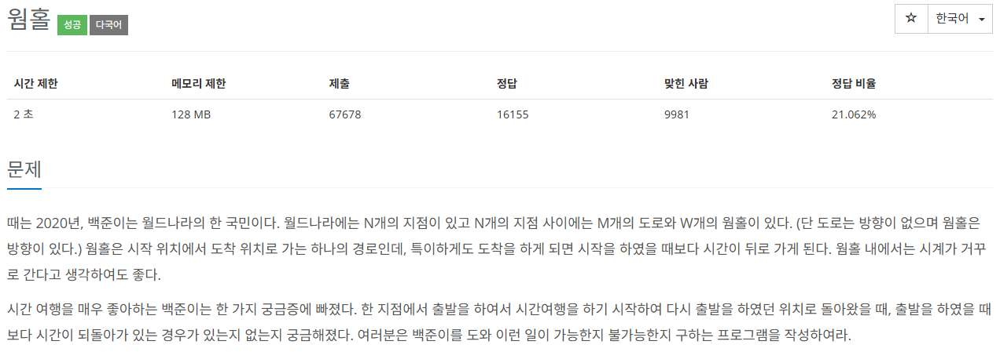 웜홀 성공 다국어
☆ 한국어
시간 제한 메모리 제한 제출 정답 맞힌 사람 정답 비율
2 초 128 MB 67678 16155 9981 21.062%
문제
때는 2020년, 백준이는 월드나라의 한 국민이다. 월드나라에는 N개의 지점이 있고 N개의 지점 사이에는 M개의 도로와 W개의 웜홀이 있다. (단 도로는 방향이 없으며 웜홀은
방향이 있다.) 웜홀은 시작 위치에서 도착 위치로 가는 하나의 경로인데, 특이하게도 도착을 하게 되면 시작을 하였을 때보다 시간이 뒤로 가게 된다. 웜홀 내에서는 시계가 거꾸
로 간다고 생각하여도 좋다.
시간 여행을 매우 좋아하는 백준이는 한 가지 궁금증에 빠졌다. 한 지점에서 출발을 하여서 시간여행을 하기 시작하여 다시 출발을 하였던 위치로 돌아왔을 때, 출발을 하였을 때
보다 시간이 되돌아가 있는 경우가 있는지 없는지 궁금해졌다. 여러분은 백준이를 도와 이런 일이 가능한지 불가능한지 구하는 프로그램을 작성하여라.